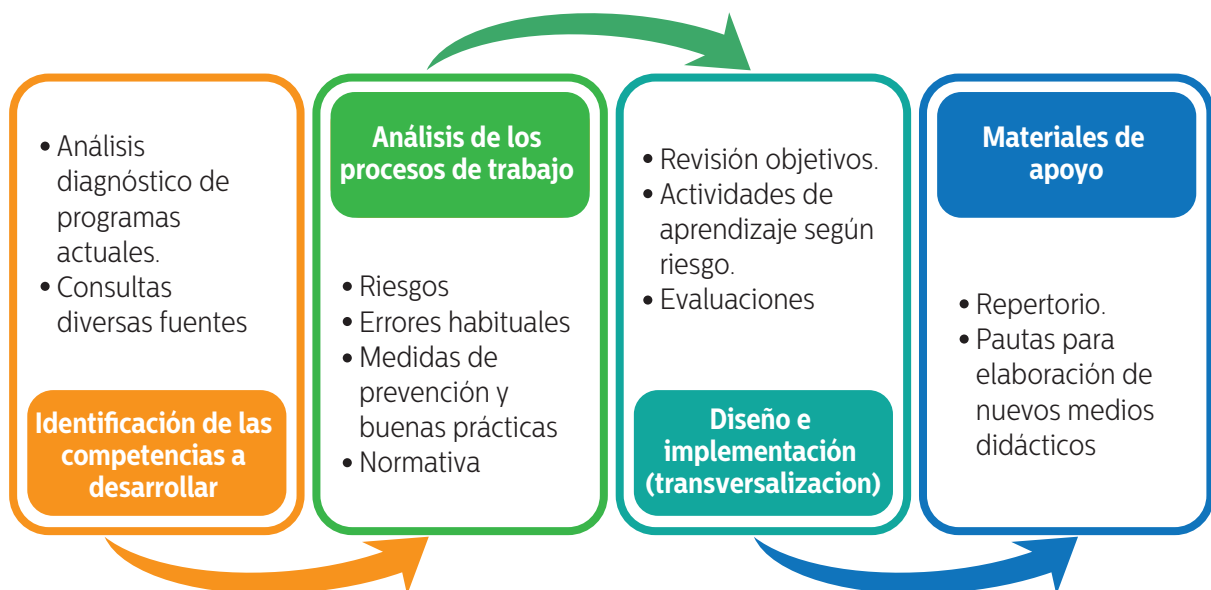 • Análisis
diagnóstico de
programas
actuales.
• Consultas
diversas fuentes
Identificación de las
competencias a
desarrollar
Análisis de los
procesos de trabajo
• Riesgos
• Errores habituales
• Medidas de
prevención y
buenas prácticas
• Normativa
• Revisión objetivos.
• Actividades de
aprendizaje según
riesgo.
• Evaluaciones
Diseño e
implementación
(transversalizacion)
Materiales de
apoyo
• Repertorio.
• Pautas para
elaboración de
nuevos medios
didácticos